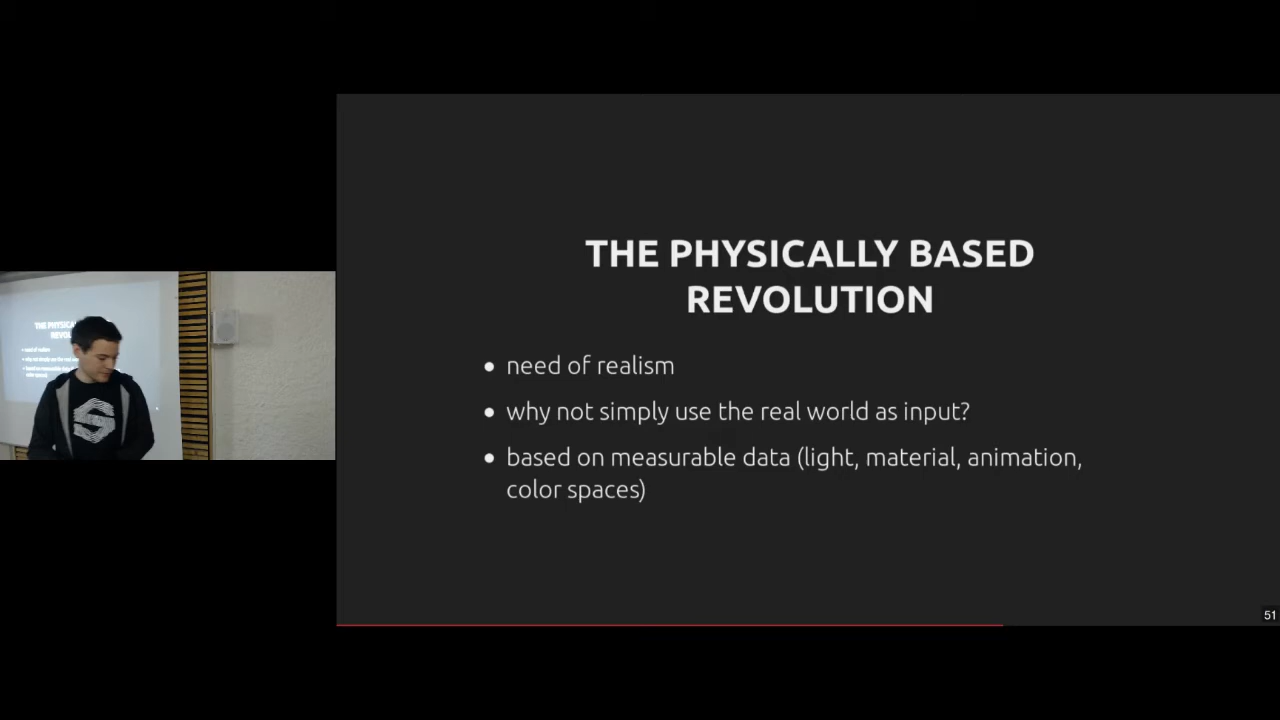 THE PHYSICALLY BASED
REVOLUTION
• need of realism
• why not simply use the real world as input?
• based on measurable data (light, material, animation,
color spaces)
51